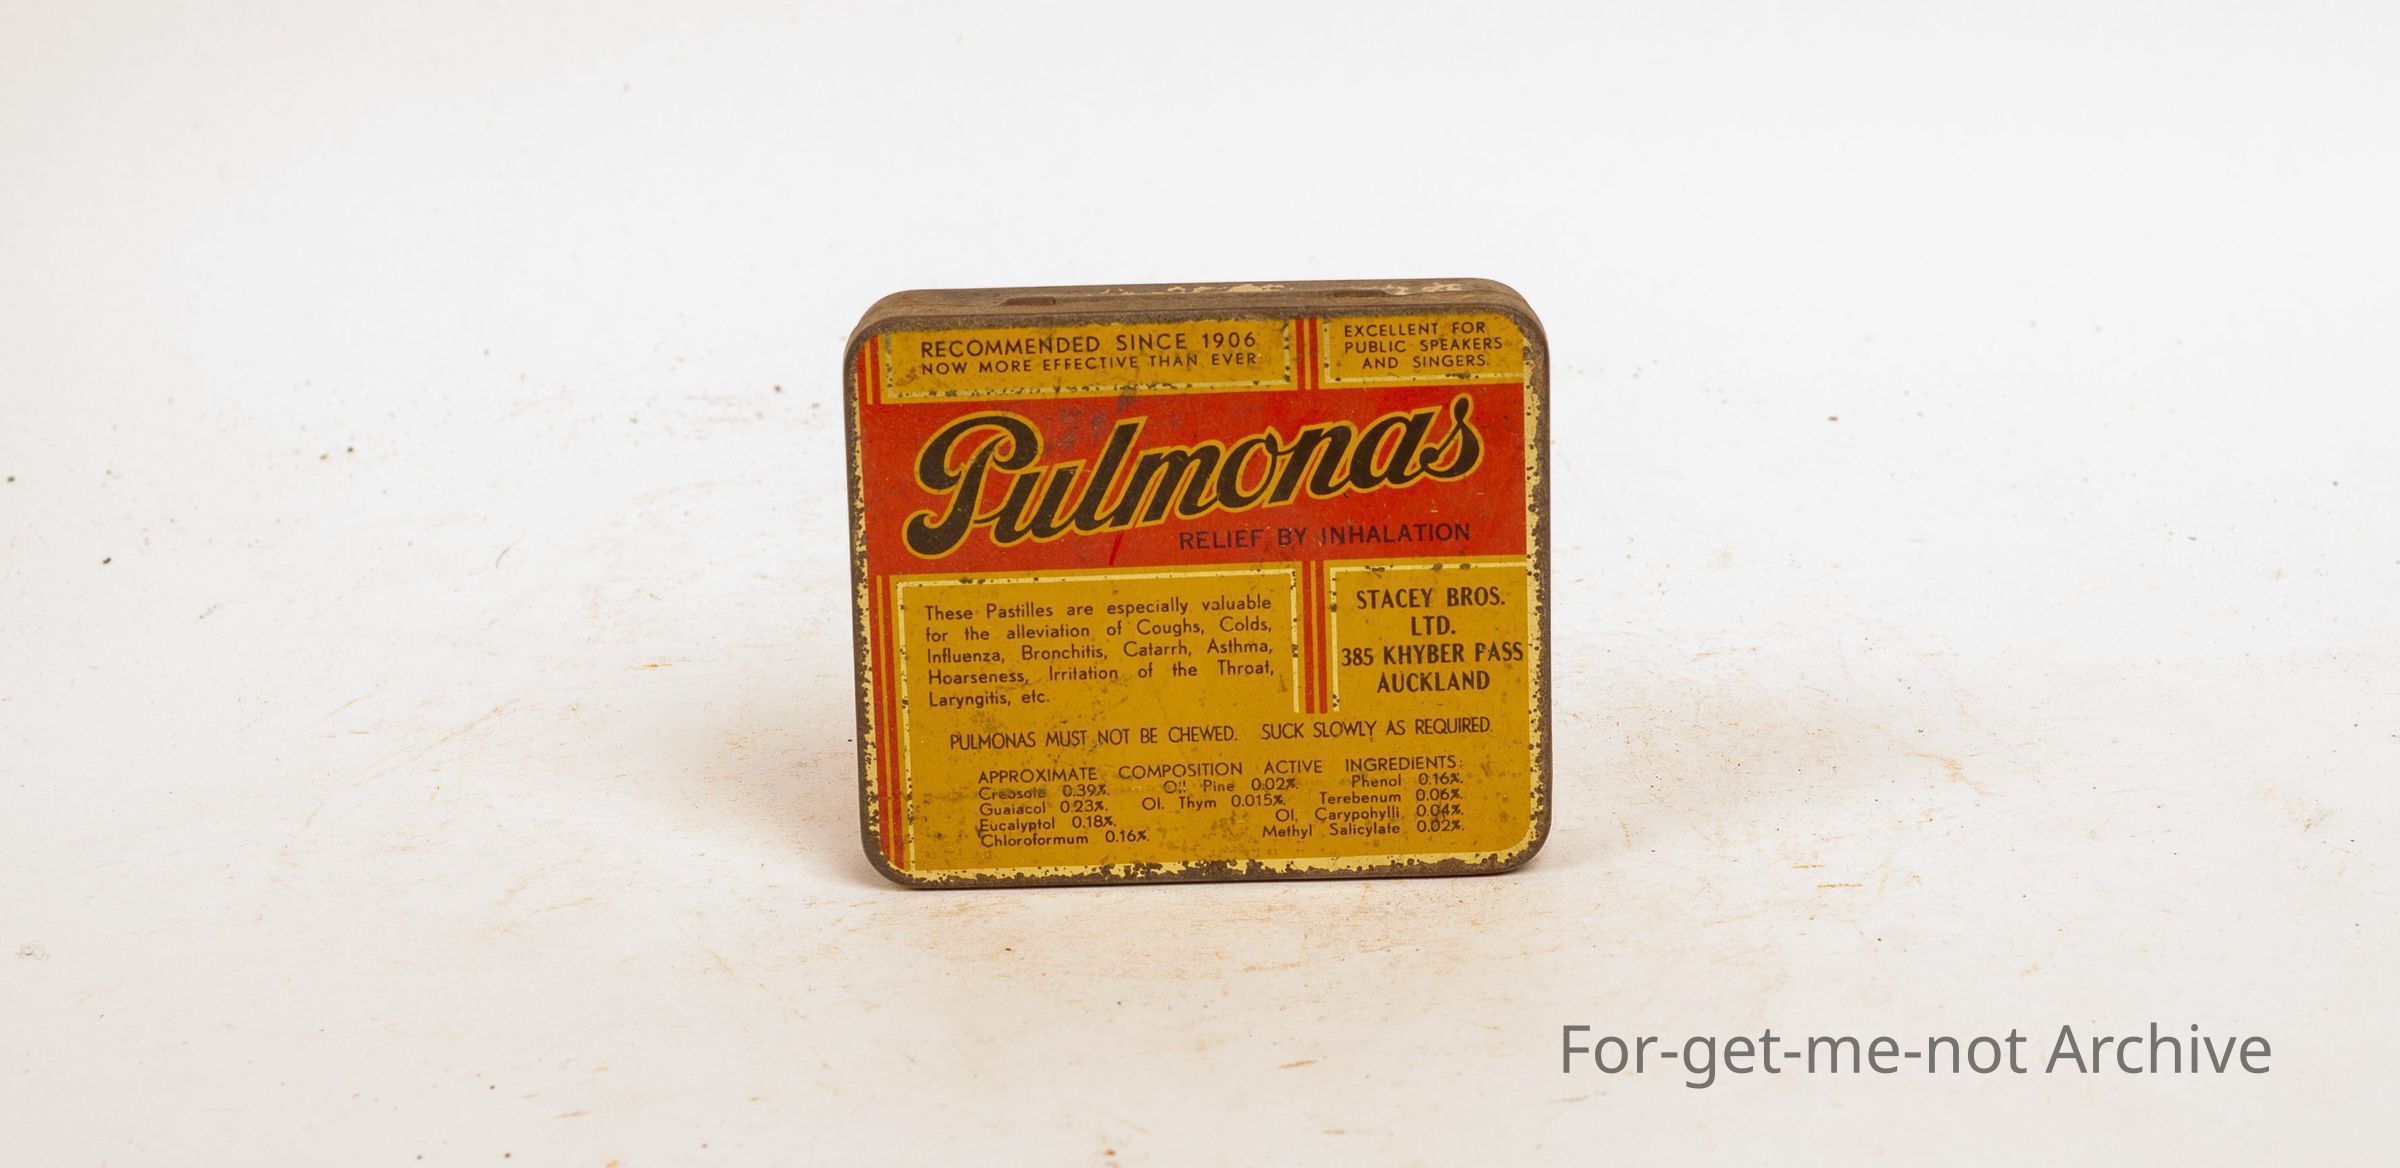 RECOMMENDED SINCE 1906
NOW MORE EFFECTIVE THAN EVER
EXCELLENT FOR
PUBLIC SPEAKERS
AND SINGERS.
Pulmonas
RELIEF BY INHALATION
These Pastilles are especially valuable
for the alleviation of Coughs, Colds,
Influenza, Bronchitis, Catarrh, Asthma,
Hoarseness, Irritation of the Throat,
Laryngitis, etc.
STACEY BROS.
LTD.
385 KHYBER PASS
AUCKLAND
PULMONAS MUST NOT BE CHEWED. SUCK SLOWLY AS REQUIRED.
APPROXIMATE COMPOSITION ACTIVE INGREDIENTS:
Creosote 0.39%. Oil Pine 0.02%. Phenol 0.16%.
Guaiacol 0.23%. Ol. Thym 0.015%. Terebenum 0.06%.
Eucalyptol 0.18%. Ol. Carypohylli 0.04%.
Chloroformum 0.16%. Methyl Salicylate 0.02%.
For-get-me-not Archive